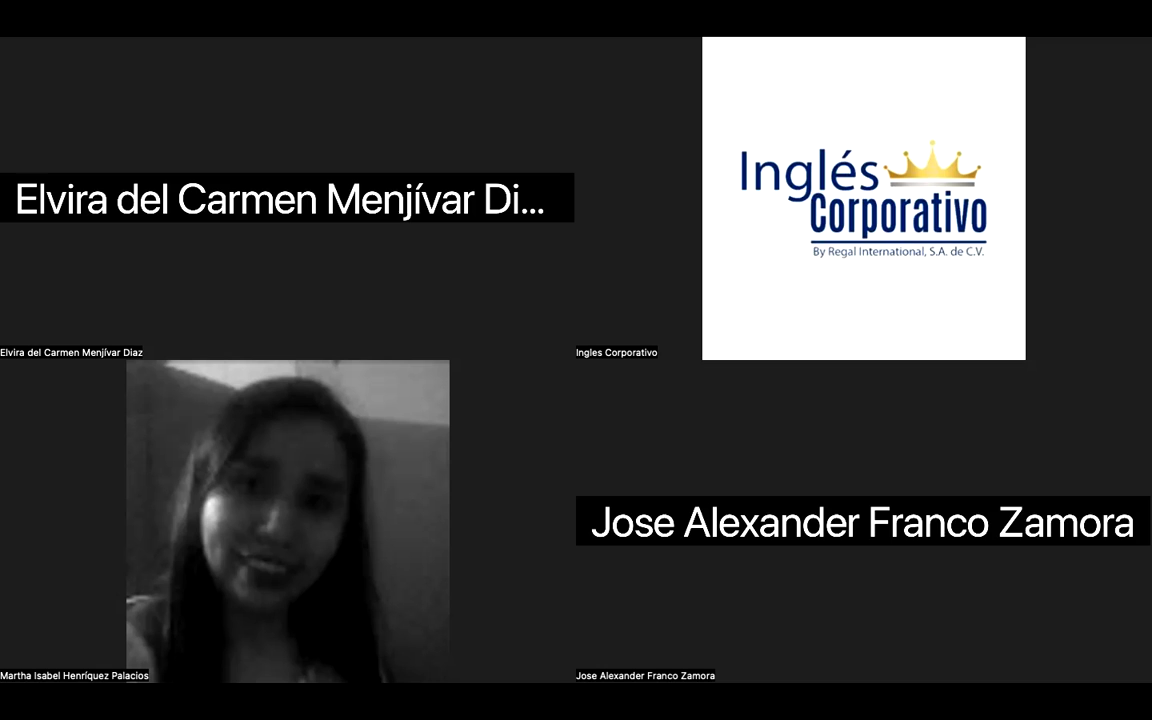 Elvira del Carmen Menjívar Di...
Inglés
Corporativo
By Regal International, S.A. de C.V.
Elvira del Carmen Menjívar Diaz
Ingles Corporativo
Jose Alexander Franco Zamora
Martha Isabel Henríquez Palacios
Jose Alexander Franco Zamora